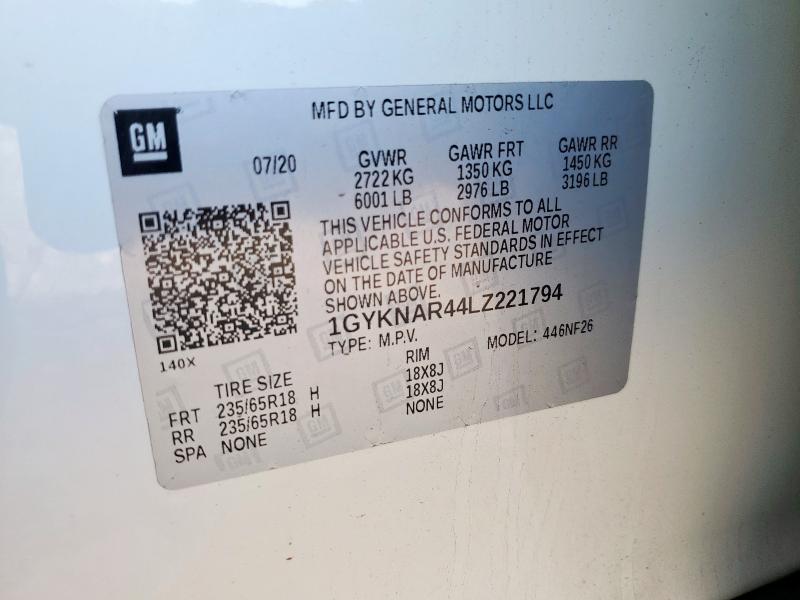 MFD BY GENERAL MOTORS LLC
GM
07/20
GVWR
2722 KG
6001 LB
GAWR FRT
1350 KG
2976 LB
GAWR RR
1450 KG
3196 LB
THIS VEHICLE CONFORMS TO ALL
APPLICABLE U.S. FEDERAL MOTOR
VEHICLE SAFETY STANDARDS IN EFFECT
ON THE DATE OF MANUFACTURE
SHOWN ABOVE.
1GYKNAR44LZ221794
TYPE: M.P.V. MODEL: 446NF26
140X
TIRE SIZE RIM
FRT 235/65R18 H 18X8J
RR 235/65R18 H 18X8J
SPA NONE NONE